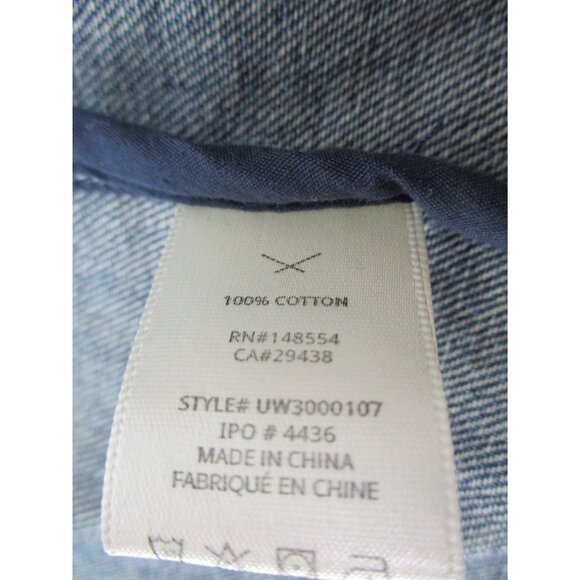 100% COTTON
RN#148554
CA#29438
STYLE# UW3000107
IPO # 4436
MADE IN CHINA
FABRIQUÉ EN CHINE